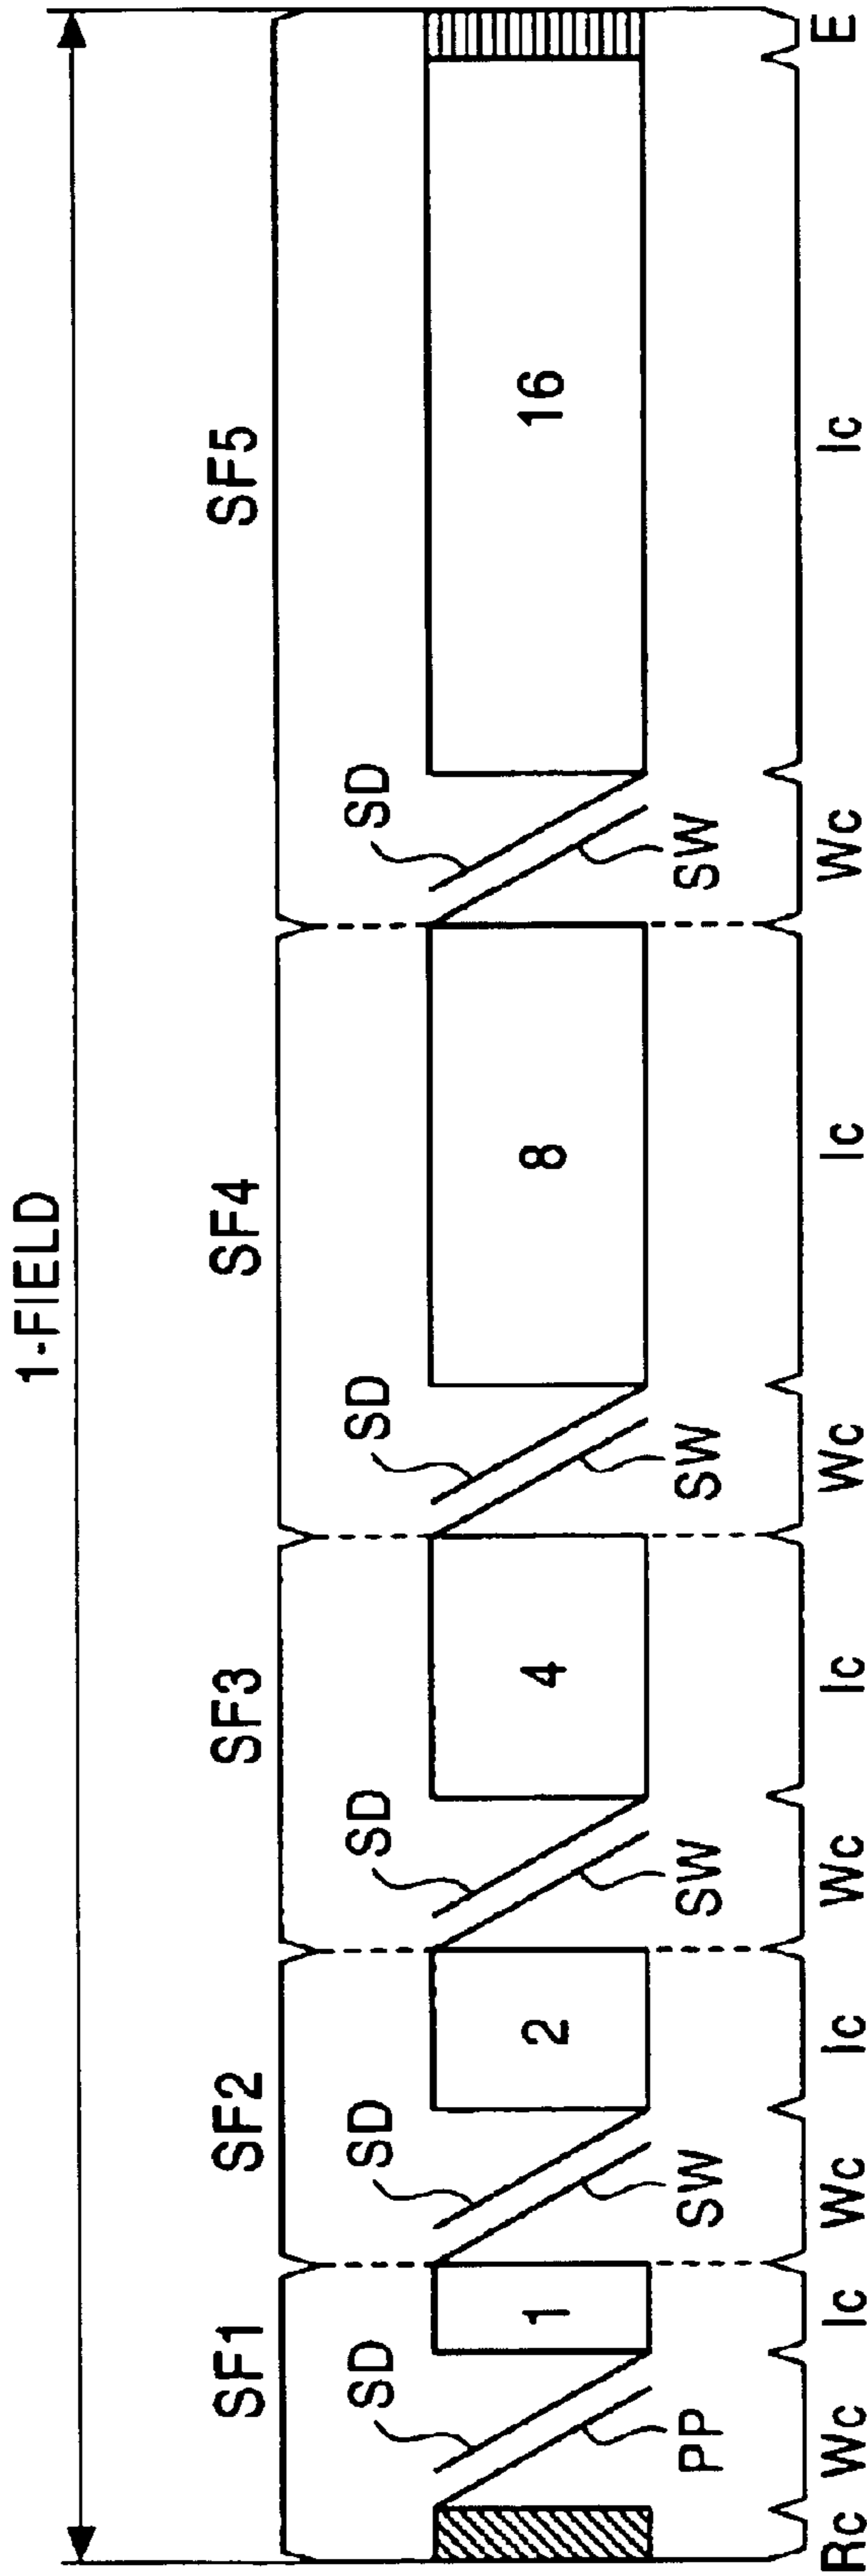 1-FIELD
SF1 SF2 SF3 SF4 SF5
SD SD SD SD SD
1 2 4 8 16
PP SW SW SW SW
Rc Wc Ic Wc Ic Wc Ic Wc Ic Wc Ic E